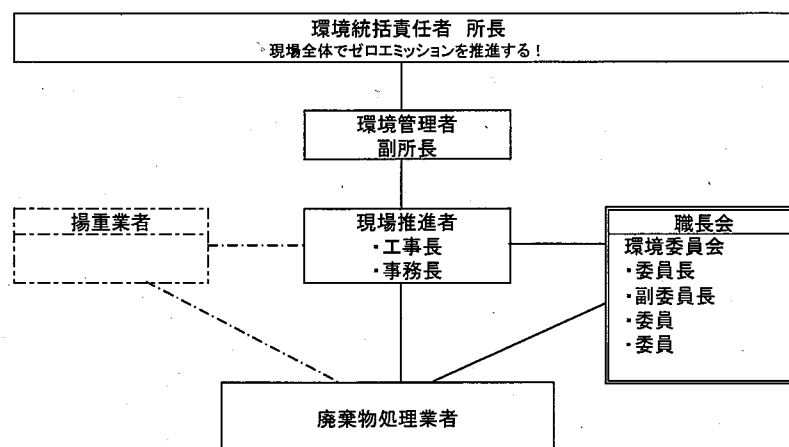 環境統括責任者 所長
現場全体でゼロエミッションを推進する!
環境管理者
副所長
揚重業者
現場推進者
・工事長
・事務長
職長会
環境委員会
・委員長
・副委員長
・委員
・委員
廃棄物処理業者